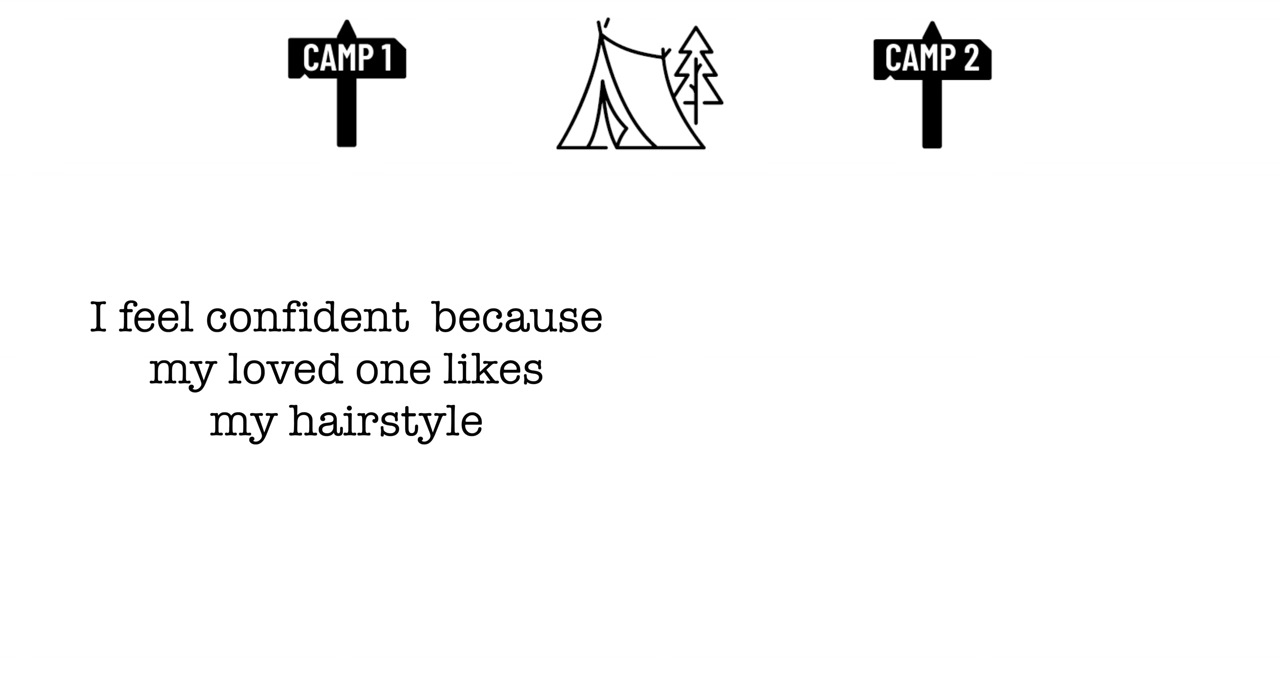 CAMP 1
CAMP 2
I feel confident  because
my loved one likes
my hairstyle